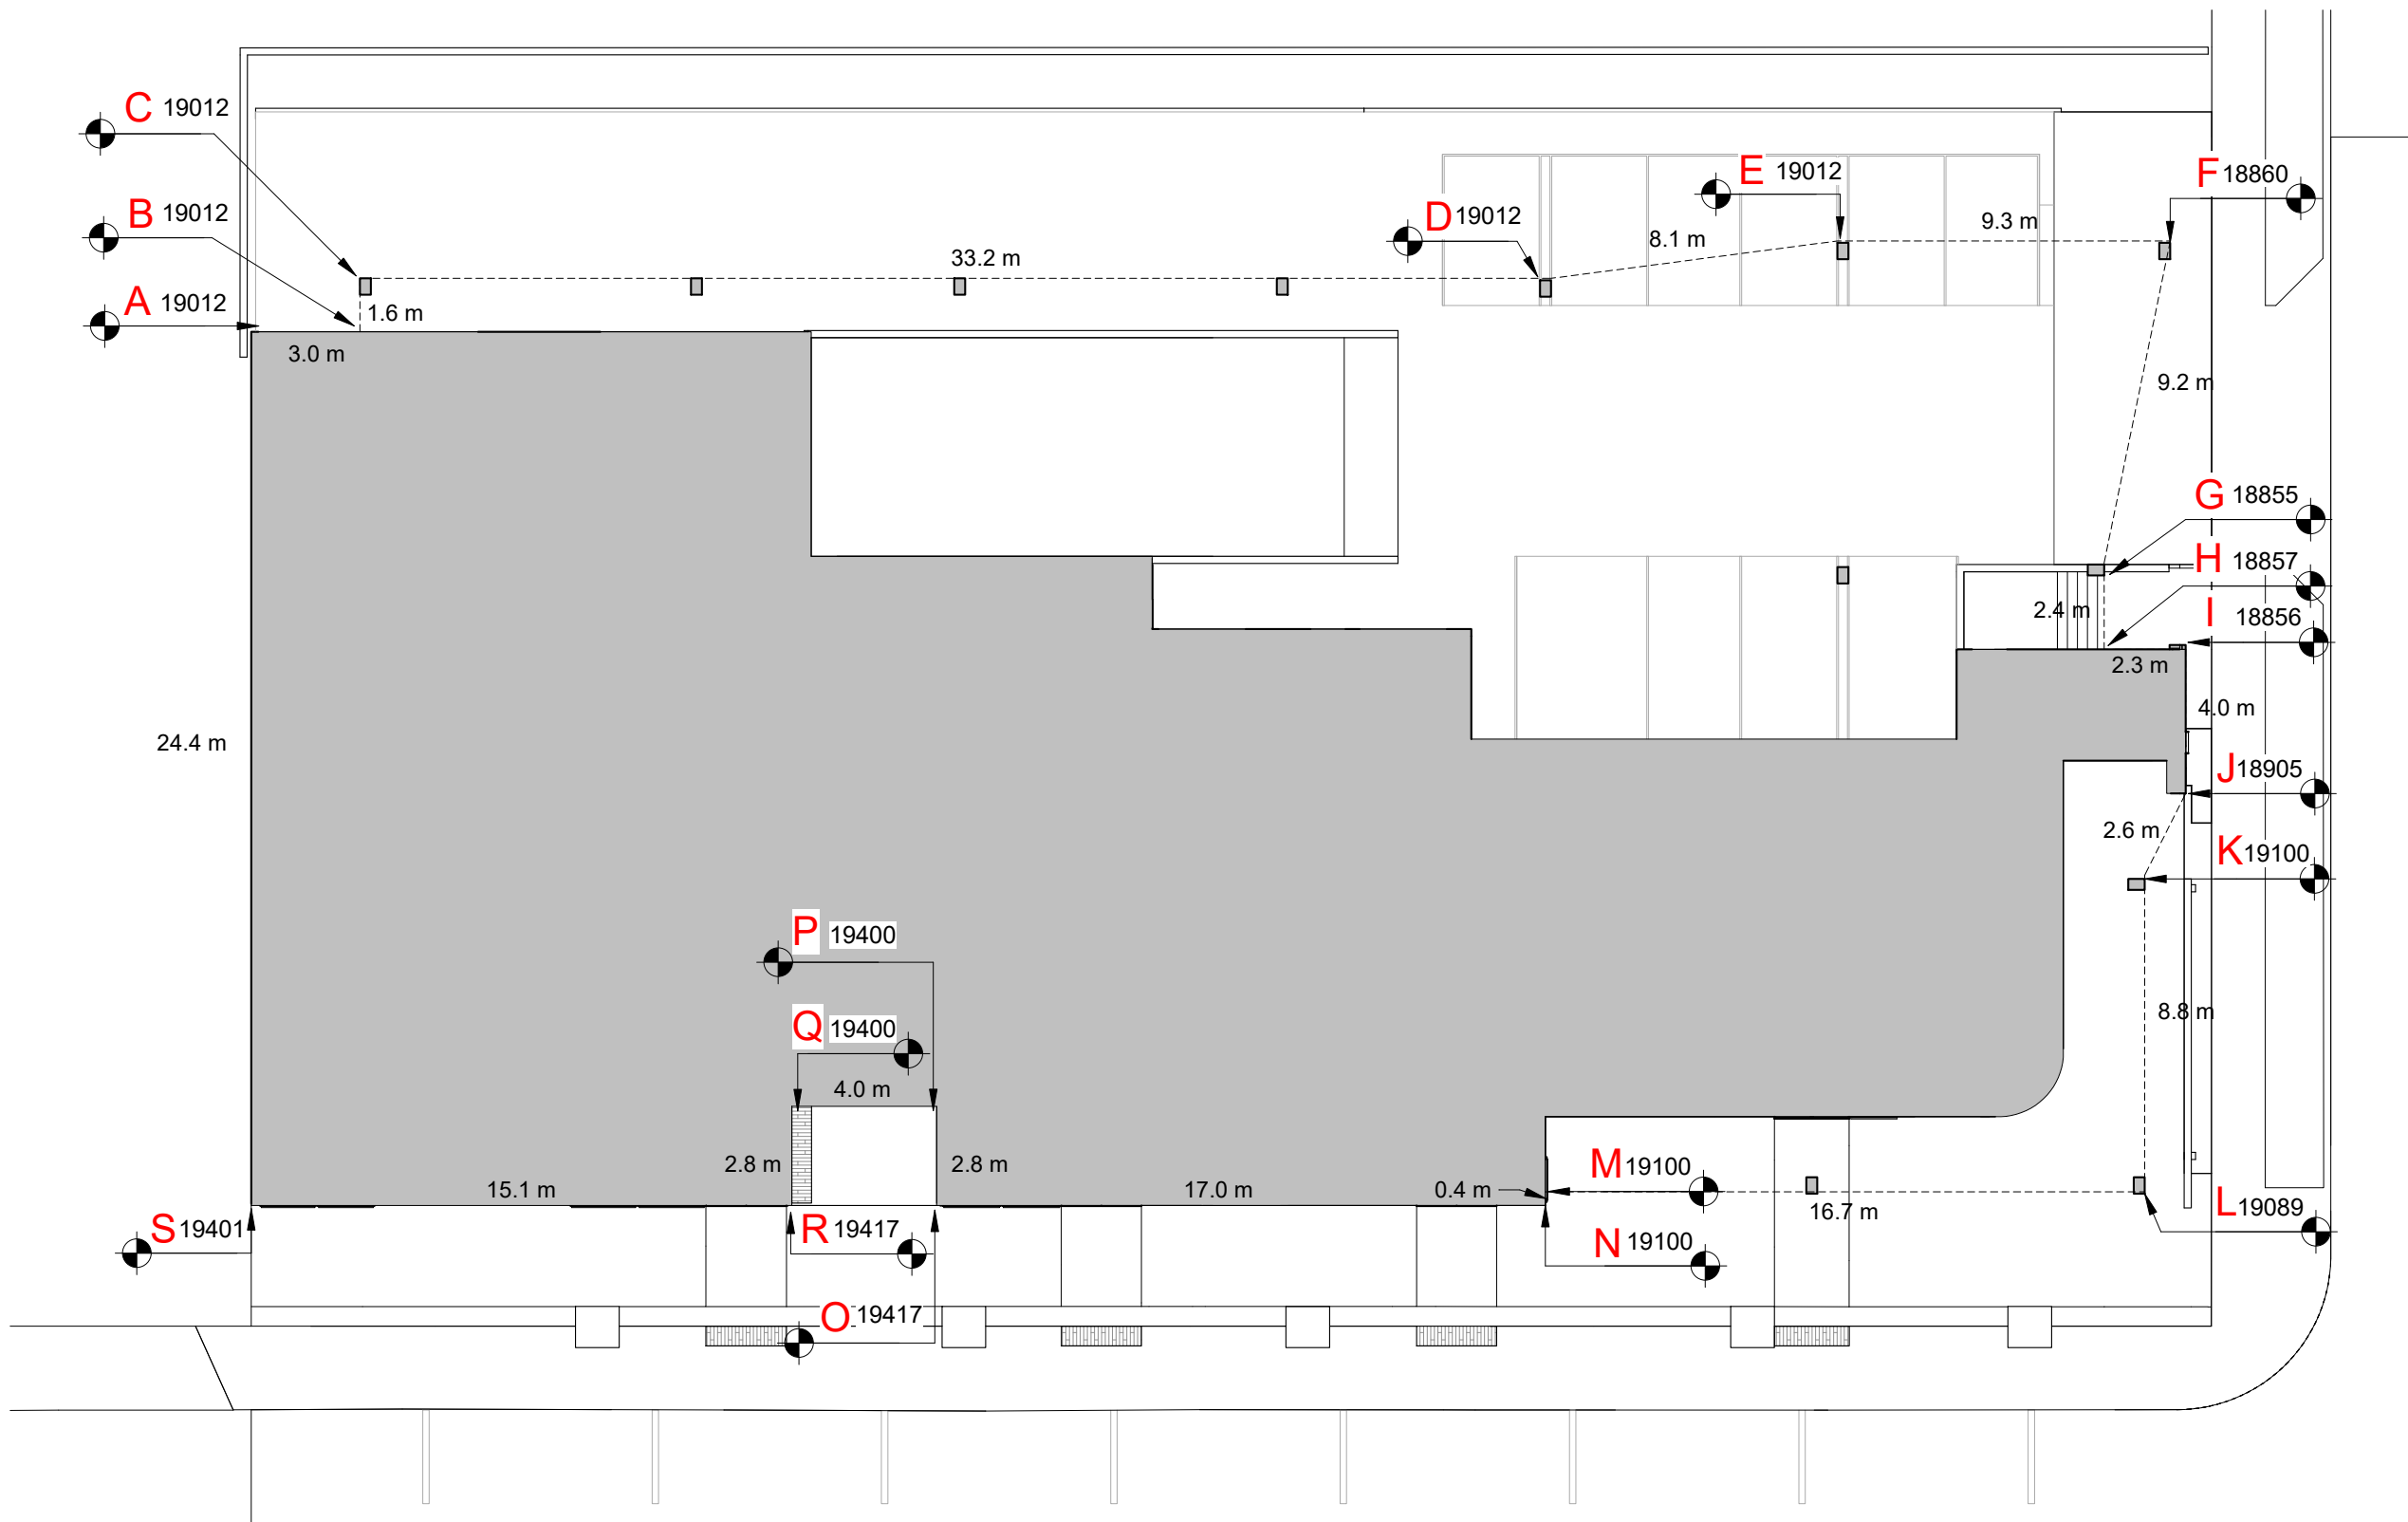 C 19012
E 19012
F 18860
B 19012
D 19012
9.3 m
8.1 m
33.2 m
A 19012
1.6 m
3.0 m
9.2 m
G 18855
H 18857
2.4 m
I 18856
2.3 m
4.0 m
24.4 m
J 18905
2.6 m
K 19100
P 19400
8.8 m
Q 19400
4.0 m
2.8 m
2.8 m
M 19100
15.1 m
17.0 m
0.4 m
L 19089
16.7 m
S 19401
R 19417
N 19100
O 19417